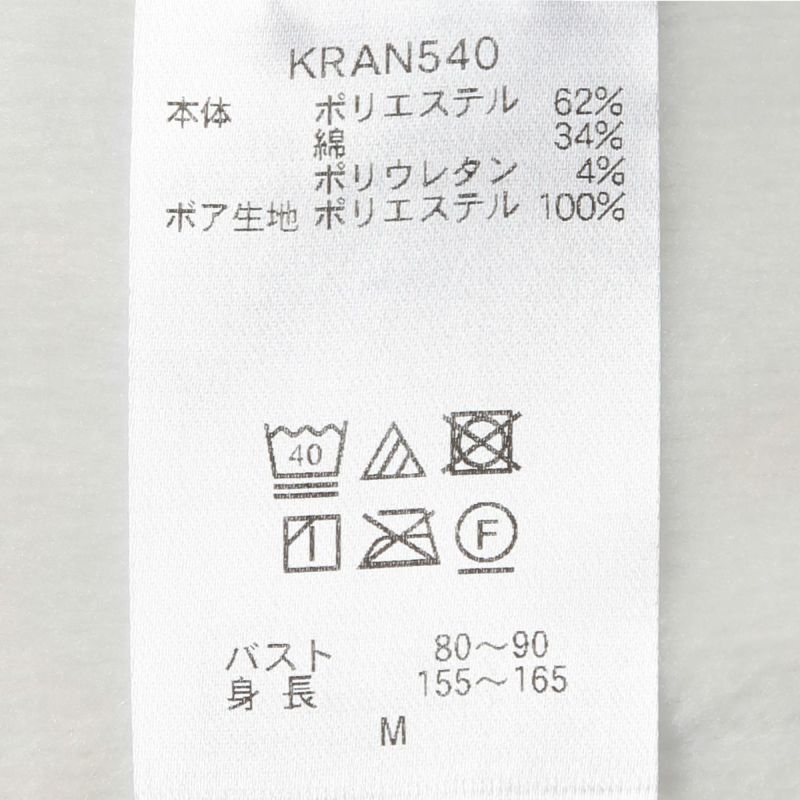 KRAN540
本体 ポリエステル 62%
綿 34%
ポリウレタン 4%
ボア生地 ポリエステル 100%
40
F
バスト 80～90
身長 155～165
M